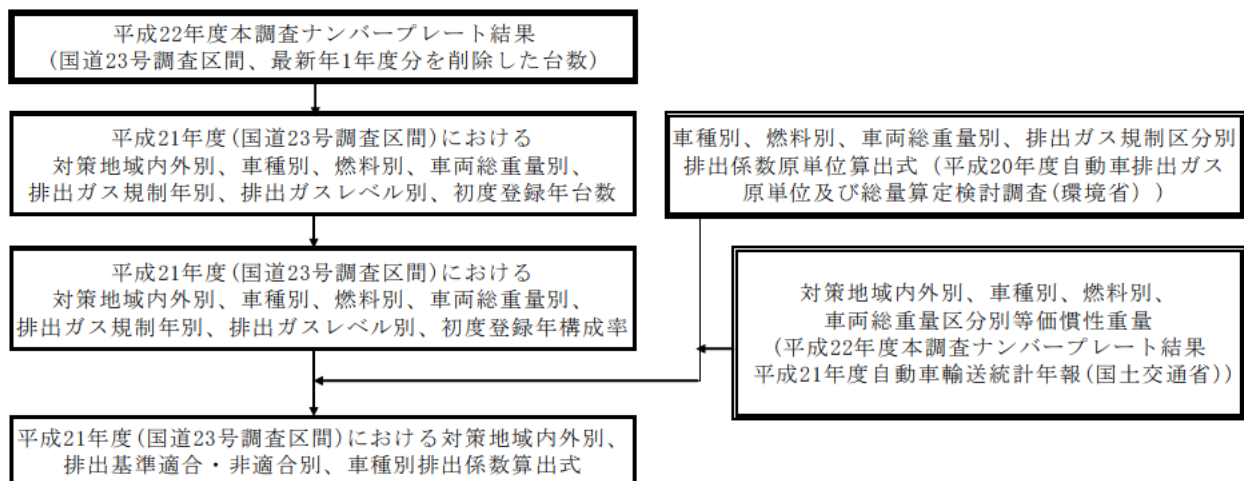 平成22年度本調査ナンバープレート結果
(国道23号調査区間、最新年1年度分を削除した台数)
平成21年度(国道23号調査区間)における
対策地域内外別、車種別、燃料別、車両総重量別、
排出ガス規制年別、排出ガスレベル別、初度登録年台数
平成21年度(国道23号調査区間)における
対策地域内外別、車種別、燃料別、車両総重量別、
排出ガス規制年別、排出ガスレベル別、初度登録年構成率
車種別、燃料別、車両総重量別、排出ガス規制区分別
排出係数原単位算出式（平成20年度自動車排出ガス
原単位及び総量算定検討調査(環境省）)
対策地域内外別、車種別、燃料別、
車両総重量区分別等価慣性重量
(平成22年度本調査ナンバープレート結果
平成21年度自動車輸送統計年報(国土交通省))
平成21年度(国道23号調査区間)における対策地域内外別、
排出基準適合・非適合別、車種別排出係数算出式